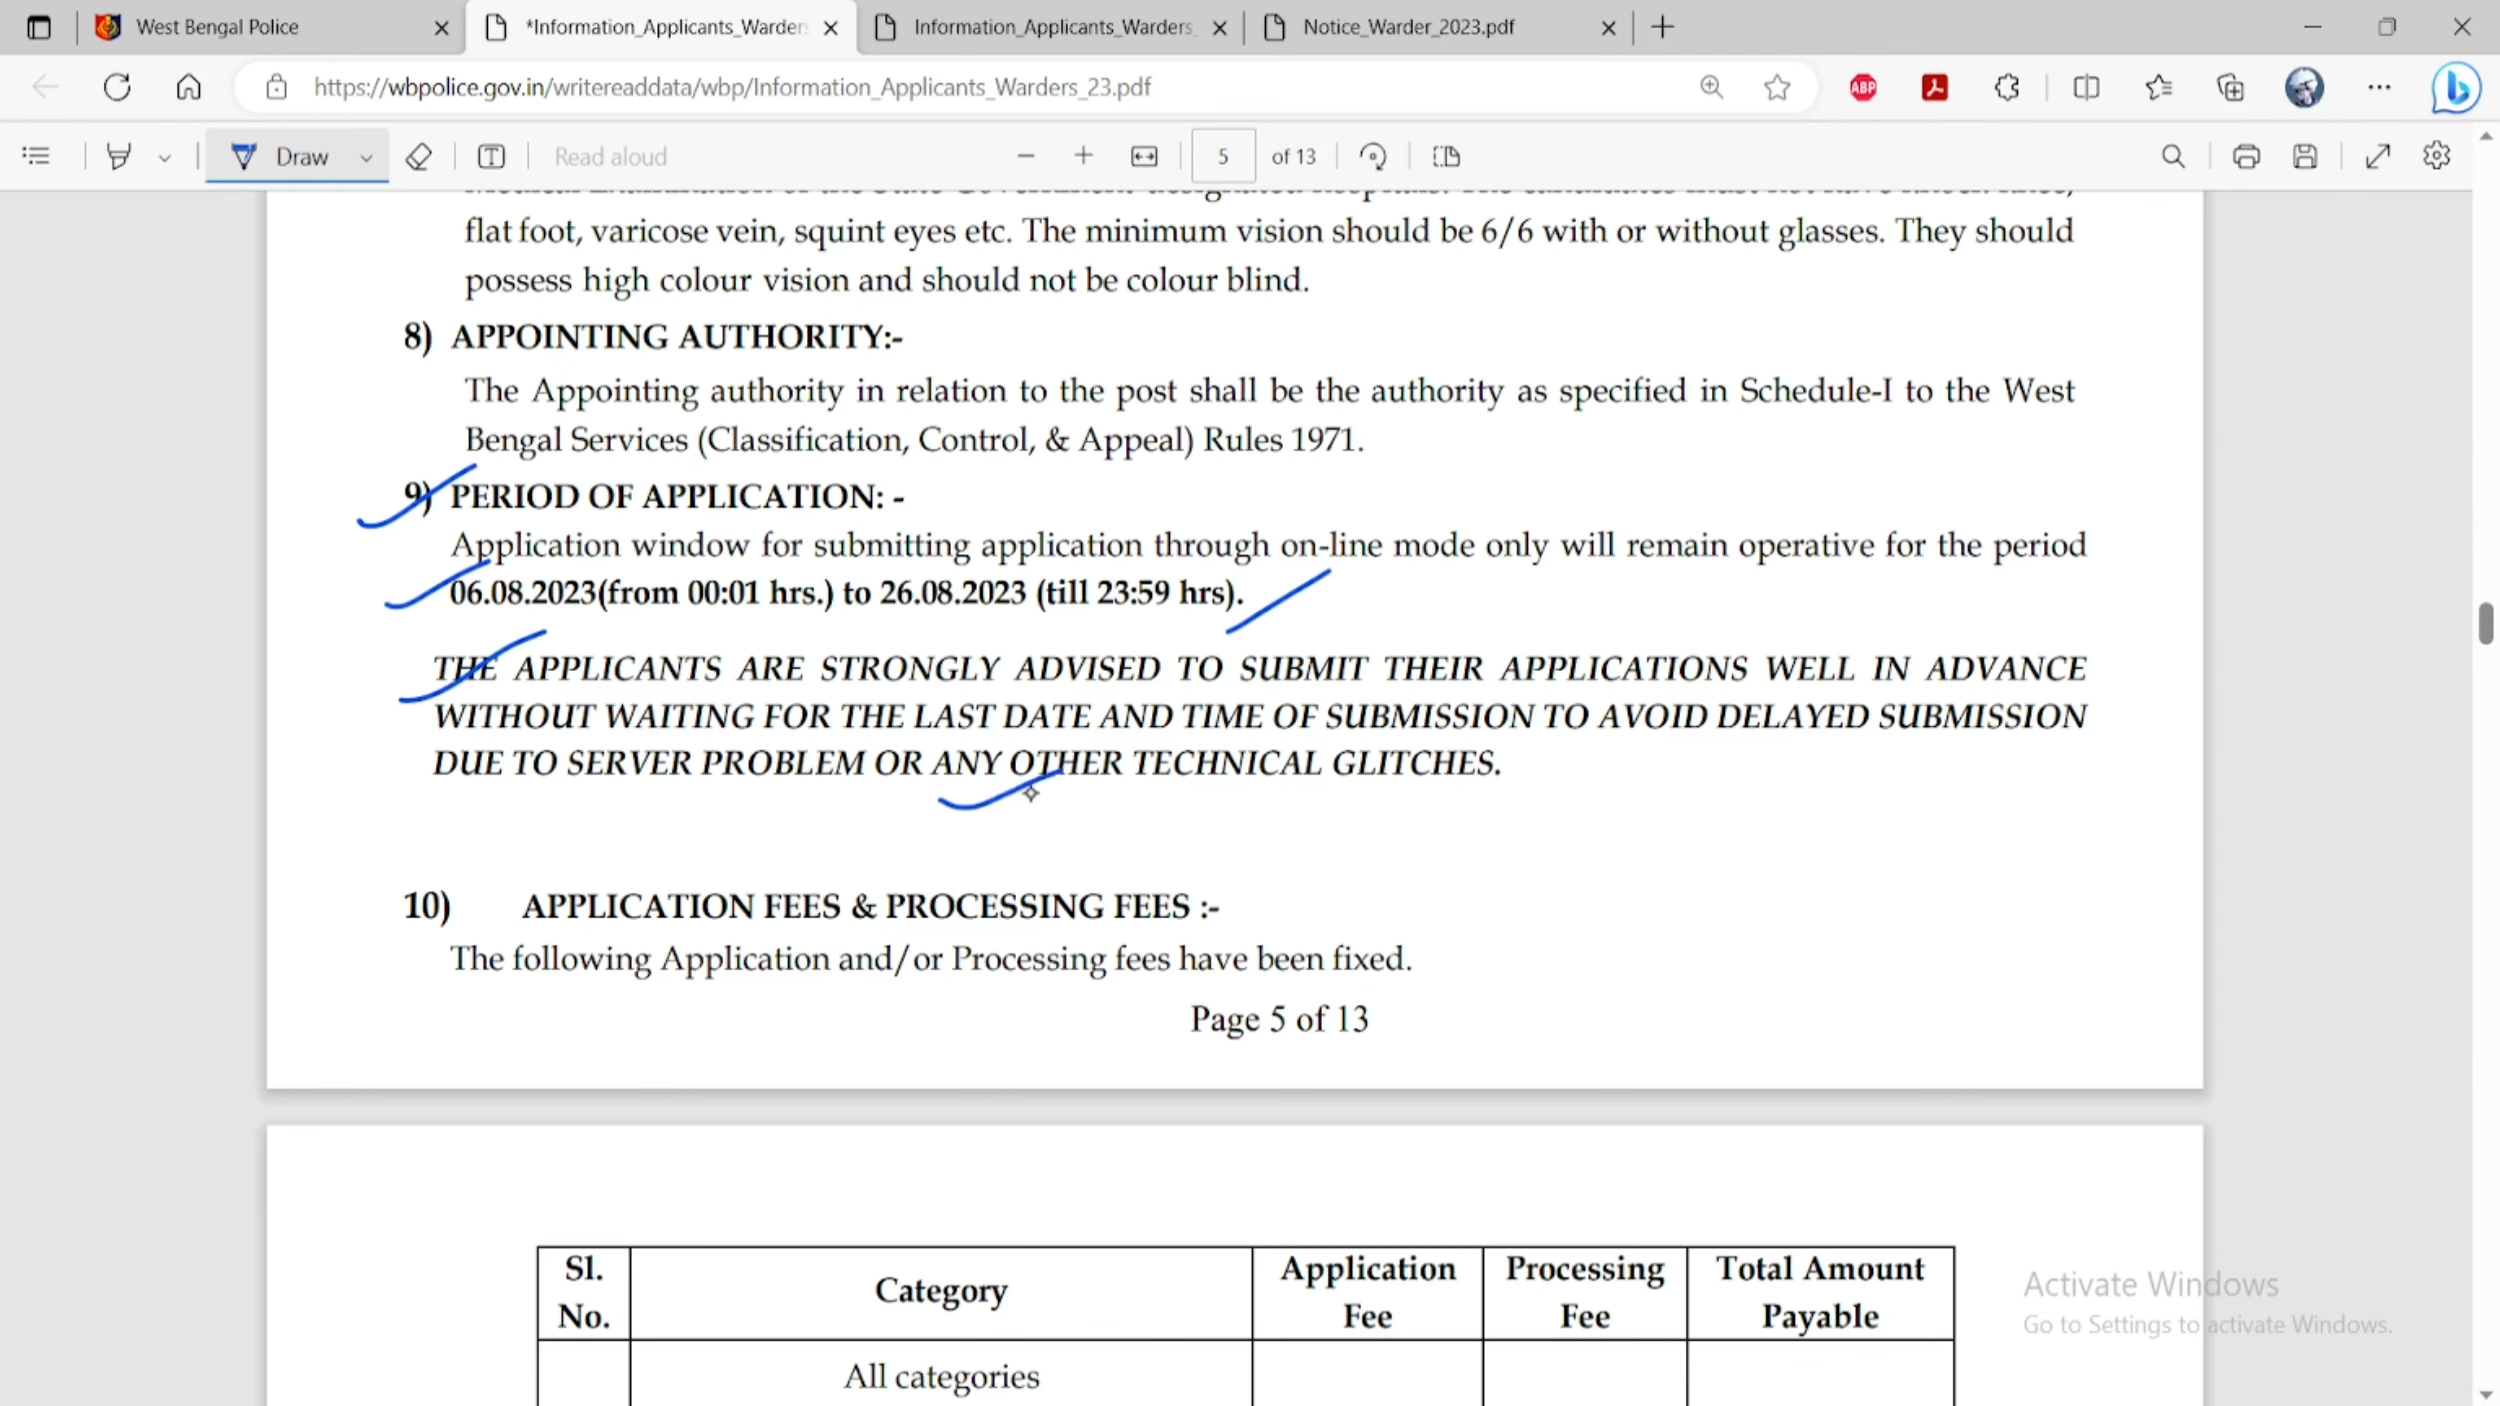 West Bengal Police
*Information_Applicants_Warder
Information_Applicants_Warders
Notice_Warder_2023.pdf
https://wbpolice.gov.in/writereaddata/wbp/Information_Applicants_Warders_23.pdf
ABP
Draw
Read aloud
5 of 13
flat foot, varicose vein, squint eyes etc. The minimum vision should be 6/6 with or without glasses. They should
possess high colour vision and should not be colour blind.
8) APPOINTING AUTHORITY:-
The Appointing authority in relation to the post shall be the authority as specified in Schedule-I to the West
Bengal Services (Classification, Control, & Appeal) Rules 1971.
9) PERIOD OF APPLICATION: -
Application window for submitting application through on-line mode only will remain operative for the period
06.08.2023(from 00:01 hrs.) to 26.08.2023 (till 23:59 hrs).
THE APPLICANTS ARE STRONGLY ADVISED TO SUBMIT THEIR APPLICATIONS WELL IN ADVANCE
WITHOUT WAITING FOR THE LAST DATE AND TIME OF SUBMISSION TO AVOID DELAYED SUBMISSION
DUE TO SERVER PROBLEM OR ANY OTHER TECHNICAL GLITCHES.
10) APPLICATION FEES & PROCESSING FEES :-
The following Application and/or Processing fees have been fixed.
Page 5 of 13
Sl. No.
Category
Application Fee
Processing Fee
Total Amount Payable
All categories
Activate Windows
Go to Settings to activate Windows.